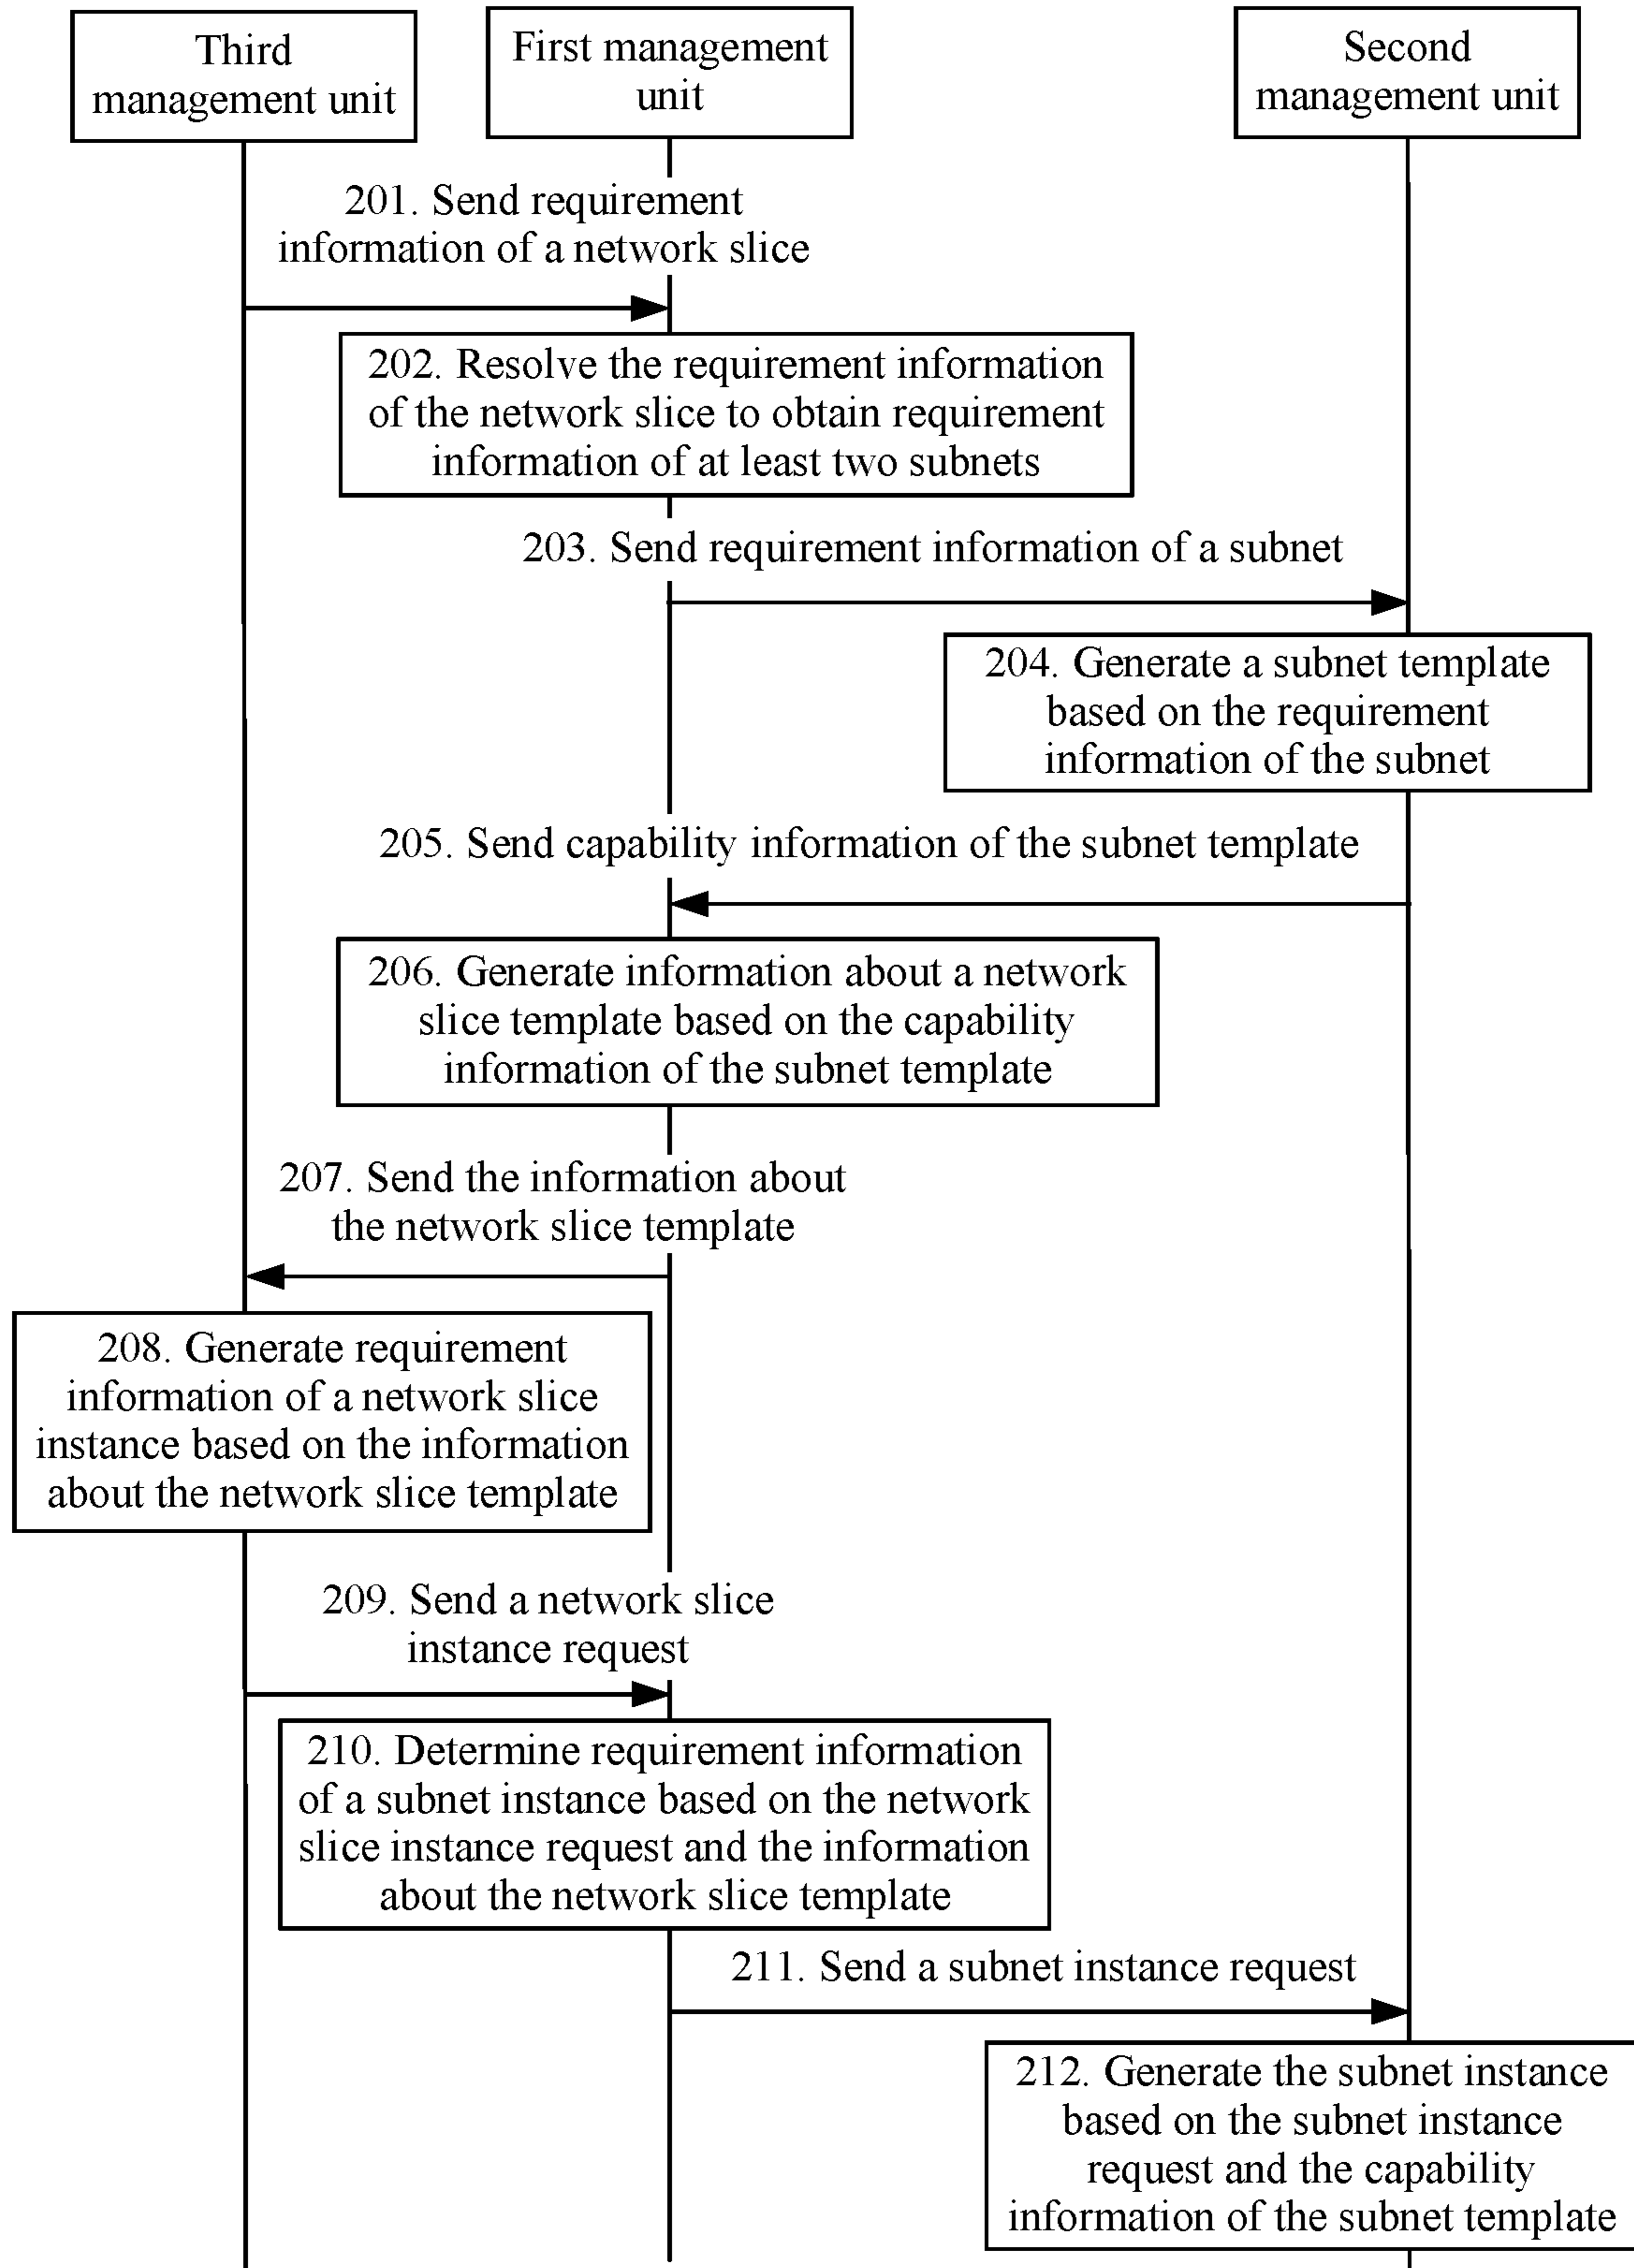 Third
management unit
First management
unit
Second
management unit
201. Send requirement
information of a network slice
202. Resolve the requirement information
of the network slice to obtain requirement
information of at least two subnets
203. Send requirement information of a subnet
204. Generate a subnet template
based on the requirement
information of the subnet
205. Send capability information of the subnet template
206. Generate information about a network
slice template based on the capability
information of the subnet template
207. Send the information about
the network slice template
208. Generate requirement
information of a network slice
instance based on the information
about the network slice template
209. Send a network slice
instance request
210. Determine requirement information
of a subnet instance based on the network
slice instance request and the information
about the network slice template
211. Send a subnet instance request
212. Generate the subnet instance
based on the subnet instance
request and the capability
information of the subnet template